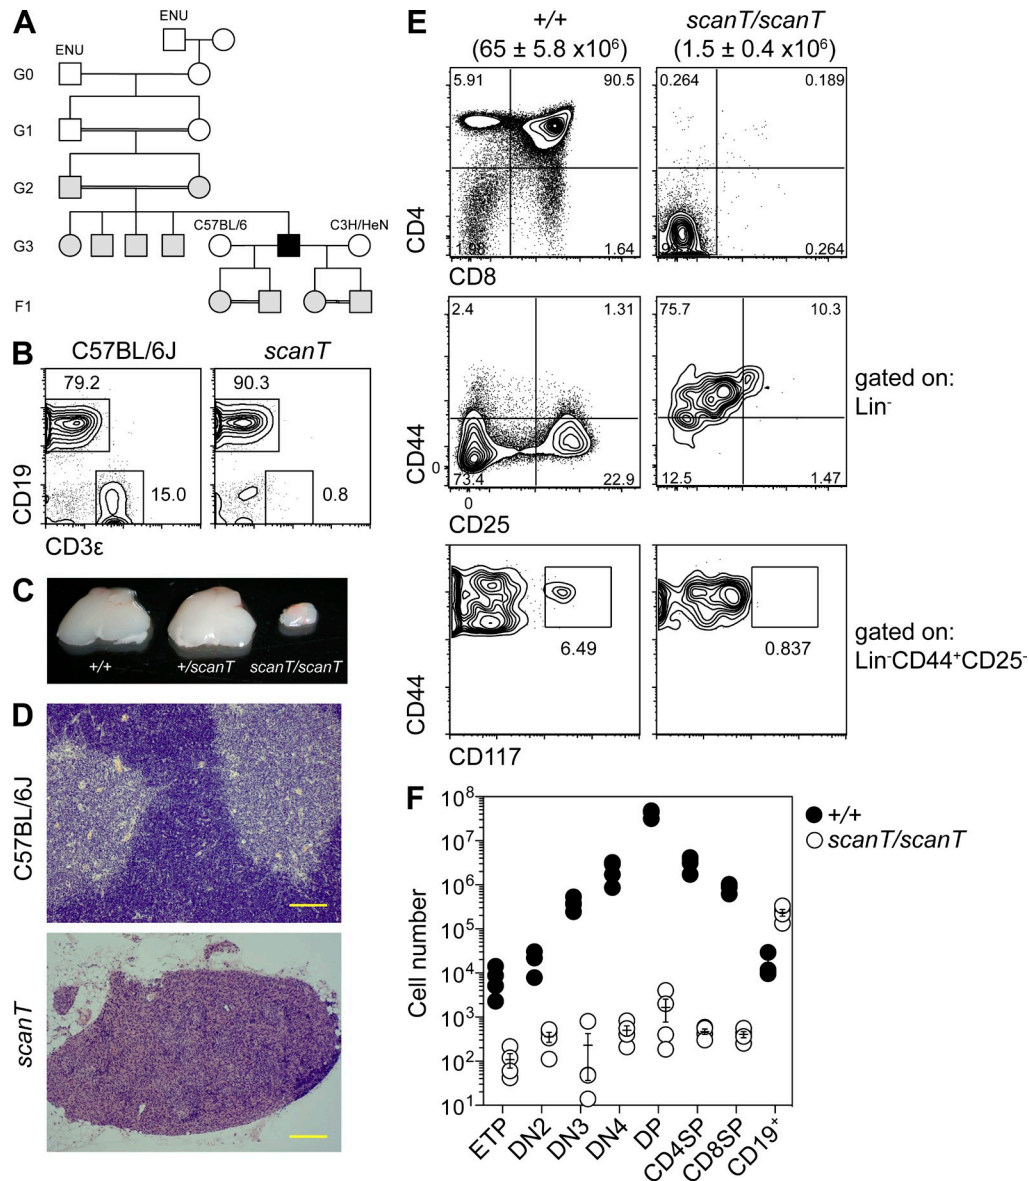 A
ENU
ENU
G0
G1
G2
G3
C57BL/6
C3H/HeN
F1
B
C57BL/6J
scanT
79.2
90.3
15.0
0.8
CD19
CD3ε
C
+/+
+/scanT
scanT/scanT
D
C57BL/6J
scanT
E
+/+
scanT/scanT
(65 ± 5.8 x10⁶)
(1.5 ± 0.4 x10⁶)
5.91
90.5
0.264
0.189
1.98
1.64
0.264
CD4
CD8
2.4
1.31
75.7
10.3
73.4
22.9
12.5
1.47
gated on:
Lin⁻
CD44
0
0
CD25
6.49
0.837
gated on:
Lin⁻CD44⁺CD25⁻
CD44
CD117
F
10⁸
10⁷
10⁶
10⁵
10⁴
10³
10²
10¹
Cell number
+/+
scanT/scanT
ETP
DN2
DN3
DN4
DP
CD4SP
CD8SP
CD19⁺